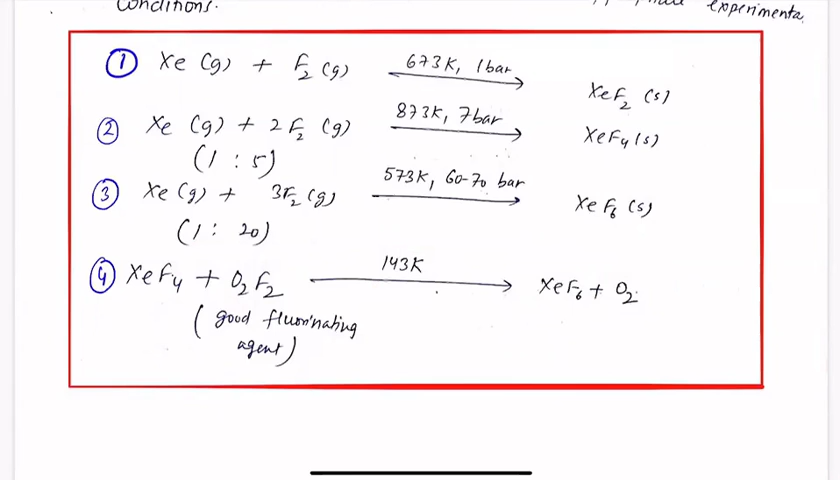 conditions. experimenta
① Xe (g) + F2 (g) 673K, 1bar XeF2 (s)
② Xe (g) + 2F2 (g) 873K, 7bar XeF4 (s)
(1 : 5)
③ Xe (g) + 3F2 (g) 573K, 60-70 bar XeF6 (s)
(1 : 20)
④ XeF4 + O2F2 143K XeF6 + O2
(good fluorinating
agent)